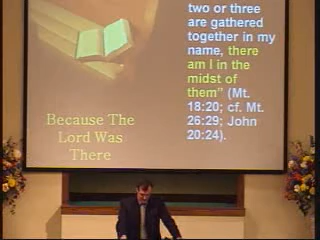 two or three
are gathered
together in my
name, there
am I in the
midst of
them” (Mt.
18:20; cf. Mt.
26:29; John
20:24).
Because The
Lord Was
There